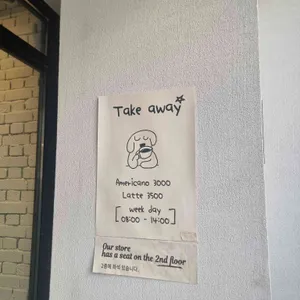 Take away
Americano 3000
Latte 3500
week day
[08:00 - 14:00]
Our store
has a seat on the 2nd floor
2층에 좌석 있습니다.